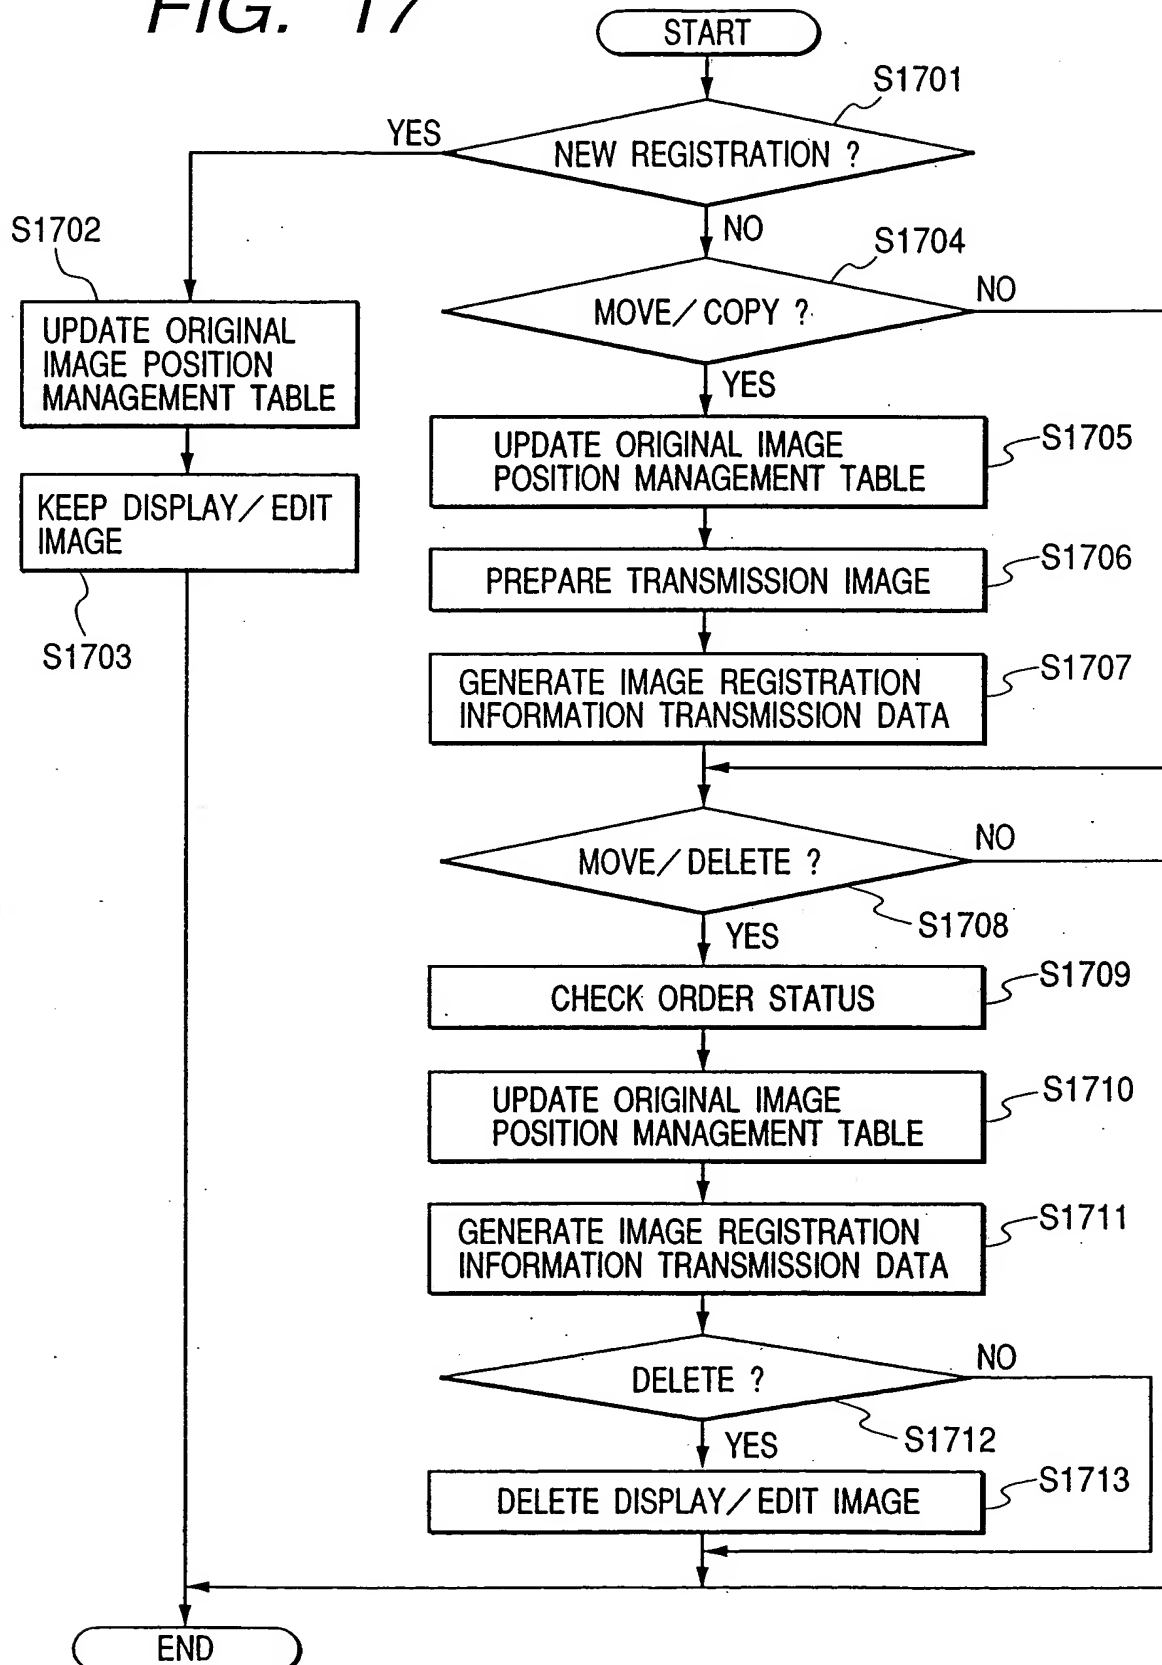 FIG. 17
START
S1701
YES
NEW REGISTRATION ?
S1702
NO
S1704
MOVE/COPY ?
NO
UPDATE ORIGINAL
IMAGE POSITION
MANAGEMENT TABLE
YES
UPDATE ORIGINAL IMAGE
POSITION MANAGEMENT TABLE
S1705
KEEP DISPLAY/EDIT
IMAGE
S1703
PREPARE TRANSMISSION IMAGE
S1706
GENERATE IMAGE REGISTRATION
INFORMATION TRANSMISSION DATA
S1707
MOVE/DELETE ?
NO
S1708
YES
CHECK ORDER STATUS
S1709
UPDATE ORIGINAL IMAGE
POSITION MANAGEMENT TABLE
S1710
GENERATE IMAGE REGISTRATION
INFORMATION TRANSMISSION DATA
S1711
DELETE ?
NO
S1712
YES
DELETE DISPLAY/EDIT IMAGE
S1713
END